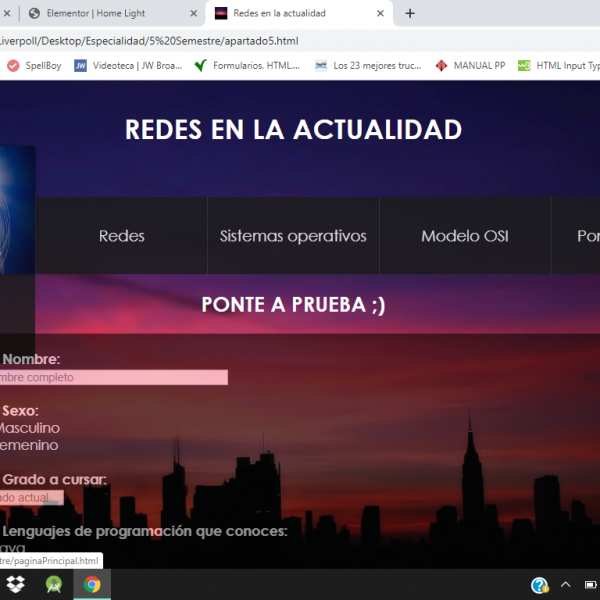 Elementor | Home Light
Redes en la actualidad
Liverpoll/Desktop/Especialidad/5%20Semestre/apartado5.html
SpellBoy
JW
Videoteca | JW Broa...
Formularios. HTML....
Los 23 mejores truc...
MANUAL PP
HTML Input Typ
REDES EN LA ACTUALIDAD
Redes
Sistemas operativos
Modelo OSI
Por
PONTE A PRUEBA ;)
Nombre:
mbre completo
Sexo:
Masculino
emenino
Grado a cursar:
ado actual...
Lenguajes de programación que conoces:
ava
tre/paginaPrincipal.html